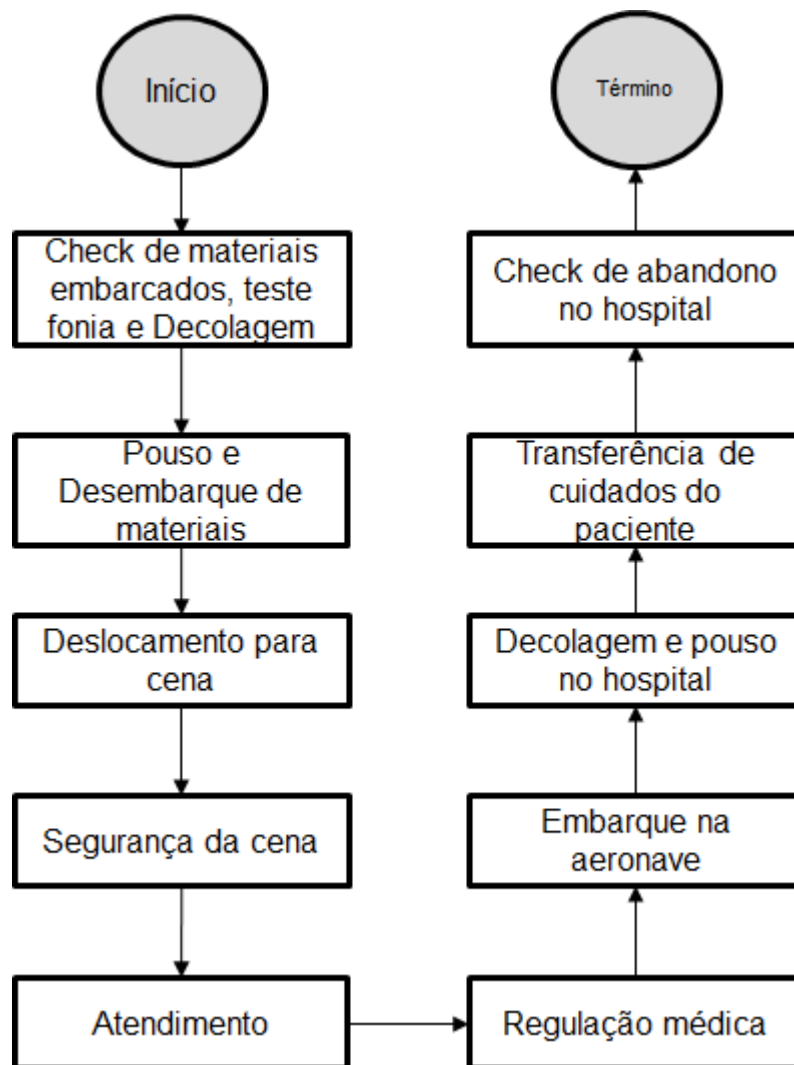 Início
Check de materiais
embarcados, teste
fonia e Decolagem
Pouso e
Desembarque de
materiais
Deslocamento para
cena
Segurança da cena
Atendimento
Regulação médica
Embarque na
aeronave
Decolagem e pouso
no hospital
Transferência de
cuidados do
paciente
Check de abandono
no hospital
Término